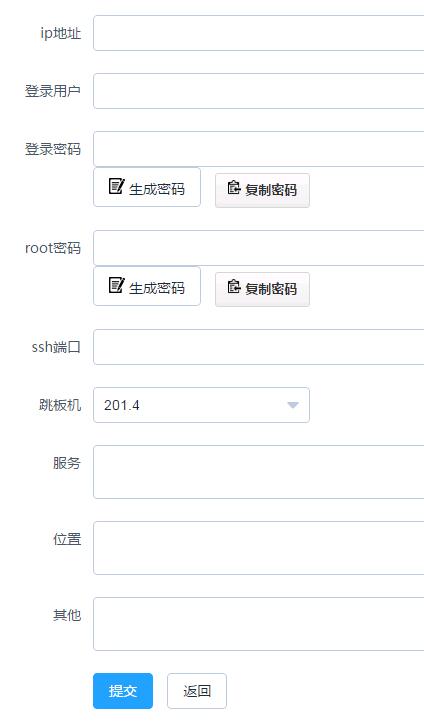 ip地址
登录用户
登录密码
生成密码 复制密码
root密码
生成密码 复制密码
ssh端口
跳板机 201.4
服务
位置
其他
提交 返回